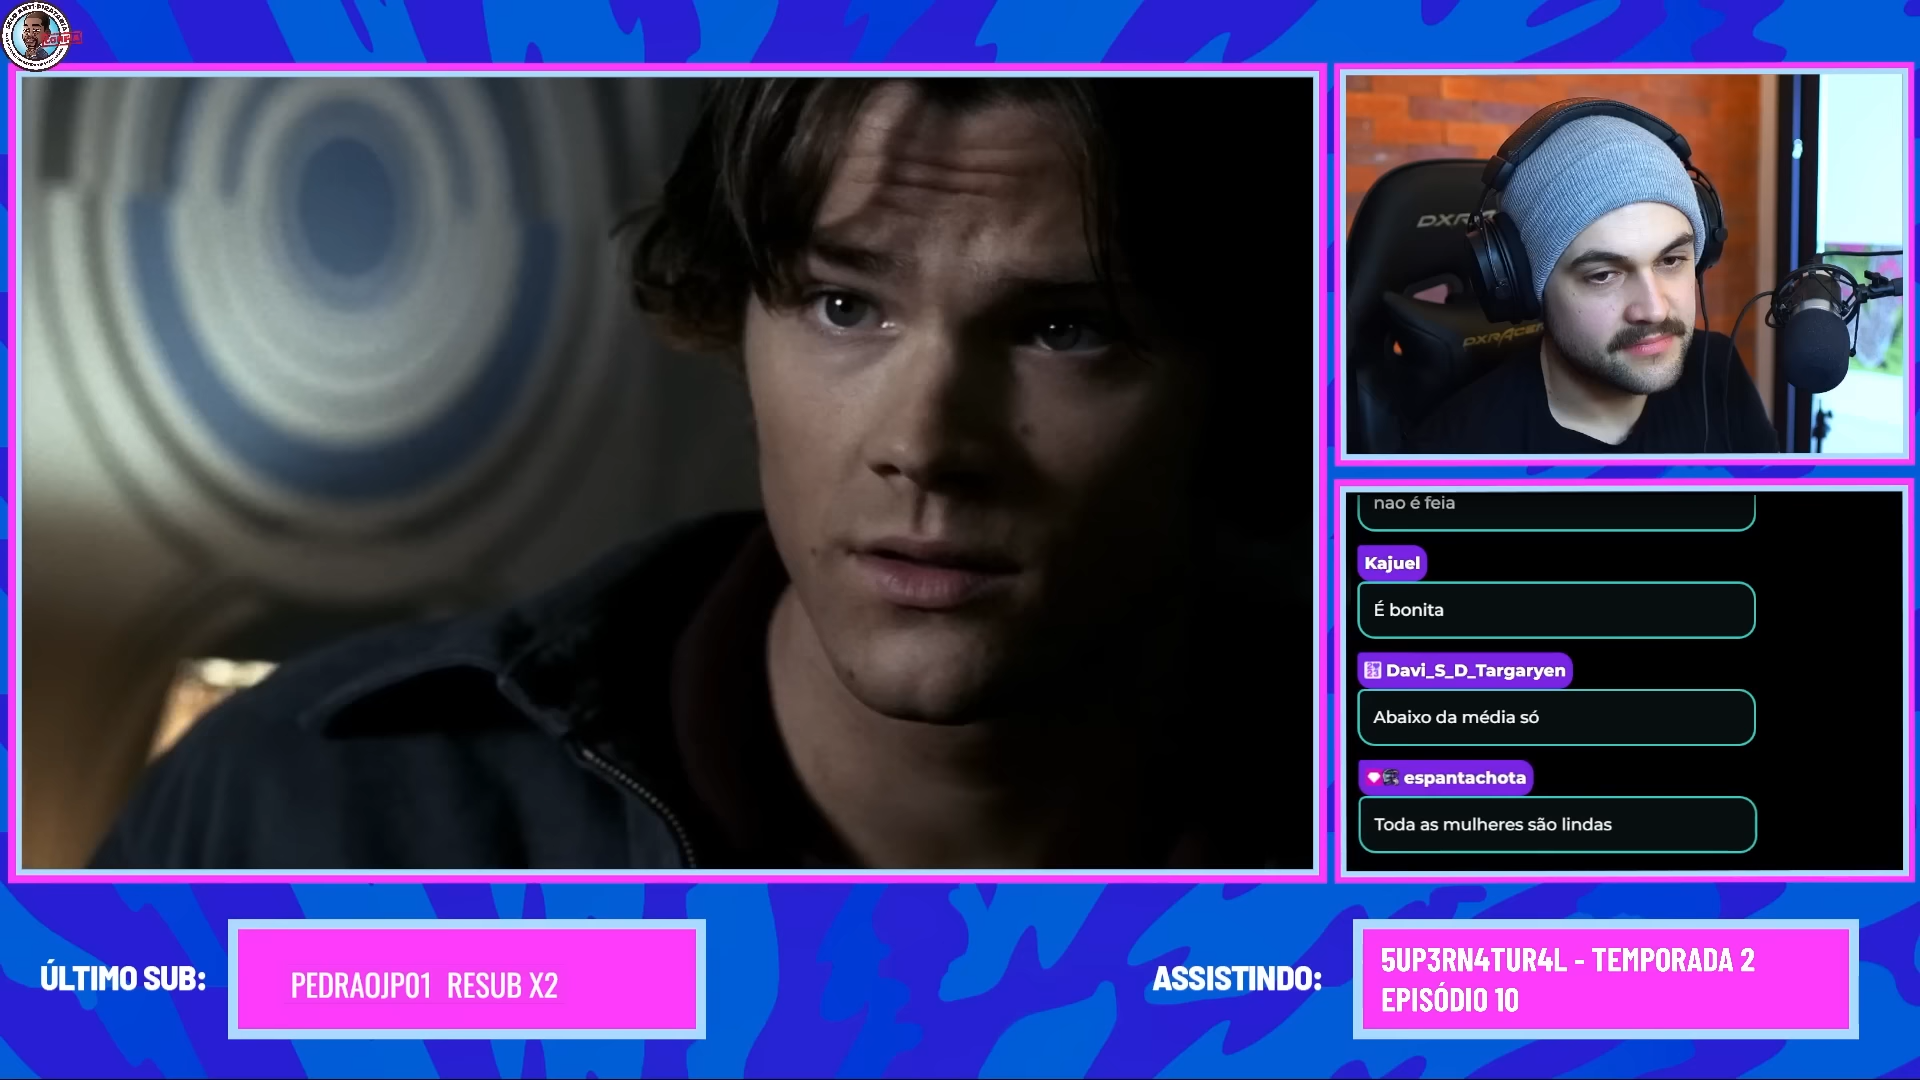 DXRACER
nao é feia
Kajuel
É bonita
Davi_S_D_Targaryen
Abaixo da média só
espantachota
Toda as mulheres são lindas
ÚLTIMO SUB:
PEDRAOJP01 RESUB X2
ASSISTINDO:
5UP3RN4TUR4L - TEMPORADA 2
EPISÓDIO 10